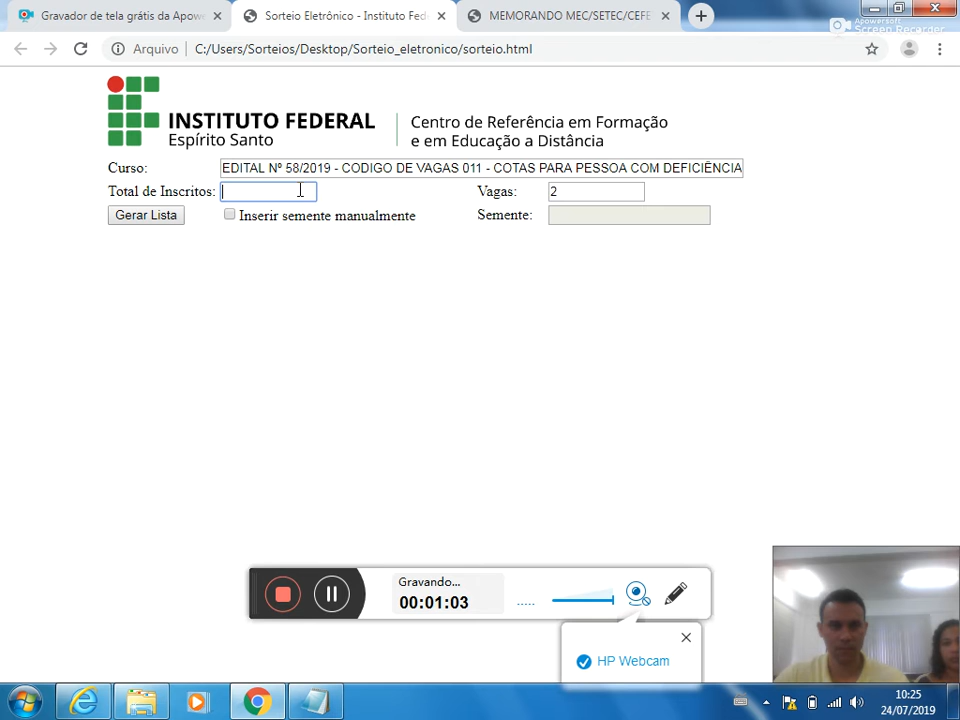 Gravador de tela grátis da Apowe
Sorteio Eletrônico - Instituto Fed
MEMORANDO MEC/SETEC/CEFE
Apowersoft
Screen Recorder
Arquivo
C:/Users/Sorteios/Desktop/Sorteio_eletronico/sorteio.html
INSTITUTO FEDERAL
Espírito Santo
Centro de Referência em Formação
e em Educação a Distância
Curso:
EDITAL Nº 58/2019 - CODIGO DE VAGAS 011 - COTAS PARA PESSOA COM DEFICIÊNCIA
Total de Inscritos:
Vagas:
2
Gerar Lista
Inserir semente manualmente
Semente:
Gravando...
00:01:03
HP Webcam
10:25
24/07/2019